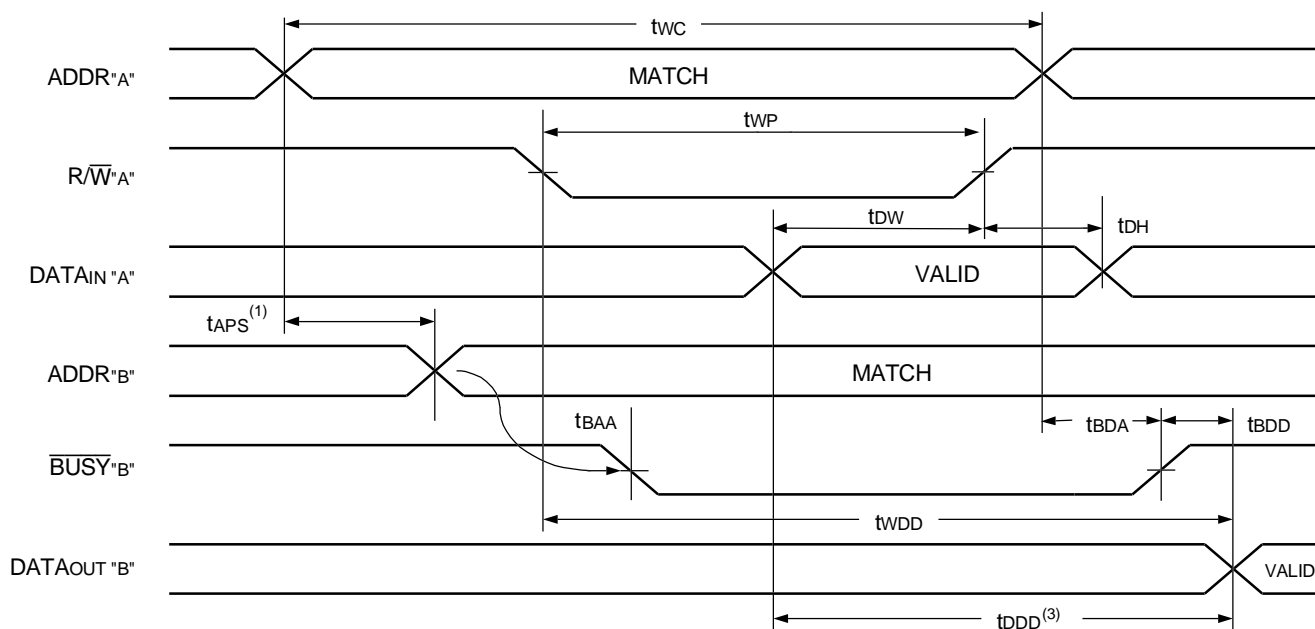 tWC
ADDR"A"
MATCH
tWP
R/W̅"A"
tDW
tDH
DATAIN "A"
VALID
tAPS(1)
ADDR"B"
MATCH
tBAA
tBDA
tBDD
B̅U̅S̅Y̅"B"
tWDD
DATAOUT "B"
VALID
tDDD(3)